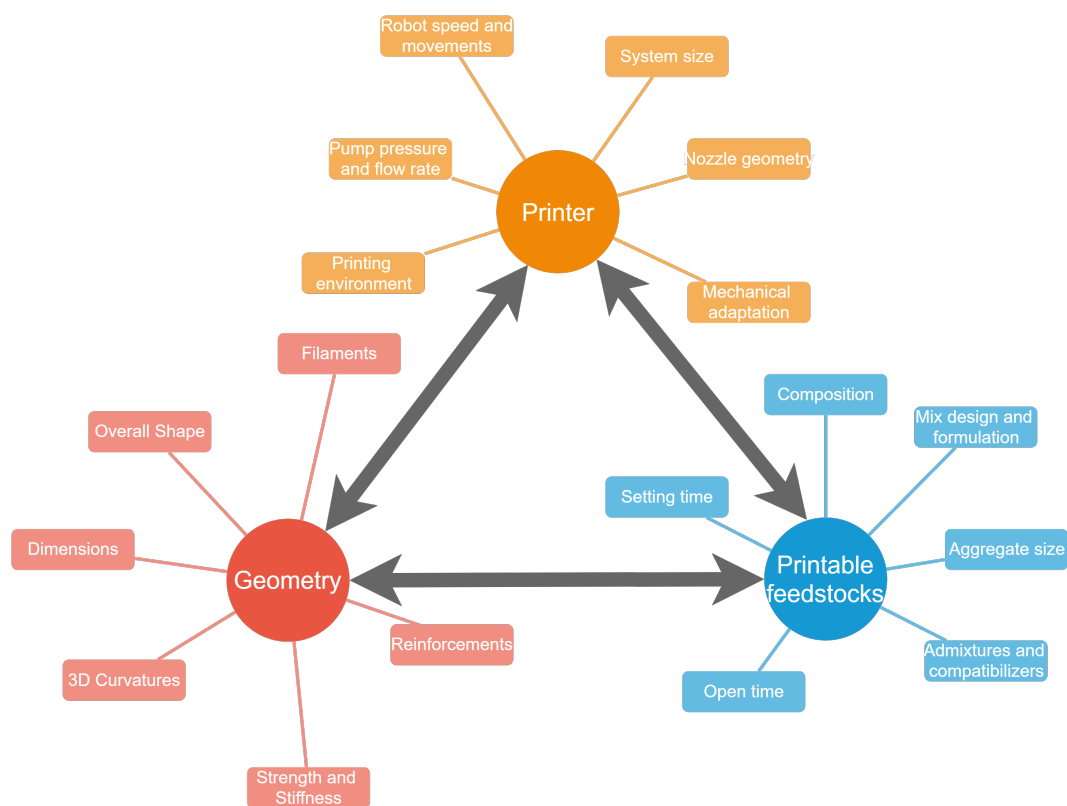 Robot speed and
movements
System size
Pump pressure
and flow rate
Nozzle geometry
Printer
Printing
environment
Mechanical
adaptation
Filaments
Composition
Overall Shape
Mix design and
formulation
Setting time
Dimensions
Aggregate size
Geometry
Printable
feedstocks
Reinforcements
Admixtures and
compatibilizers
3D Curvatures
Open time
Strength and
Stiffness